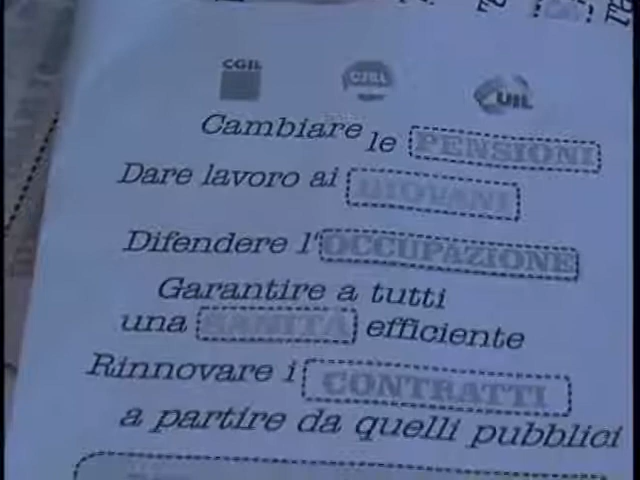 CGIL CISL UIL
Cambiare le PENSIONI
Dare lavoro ai GIOVANI
Difendere l'OCCUPAZIONE
Garantire a tutti
una SANITÀ efficiente
Rinnovare i CONTRATTI
a partire da quelli pubblici